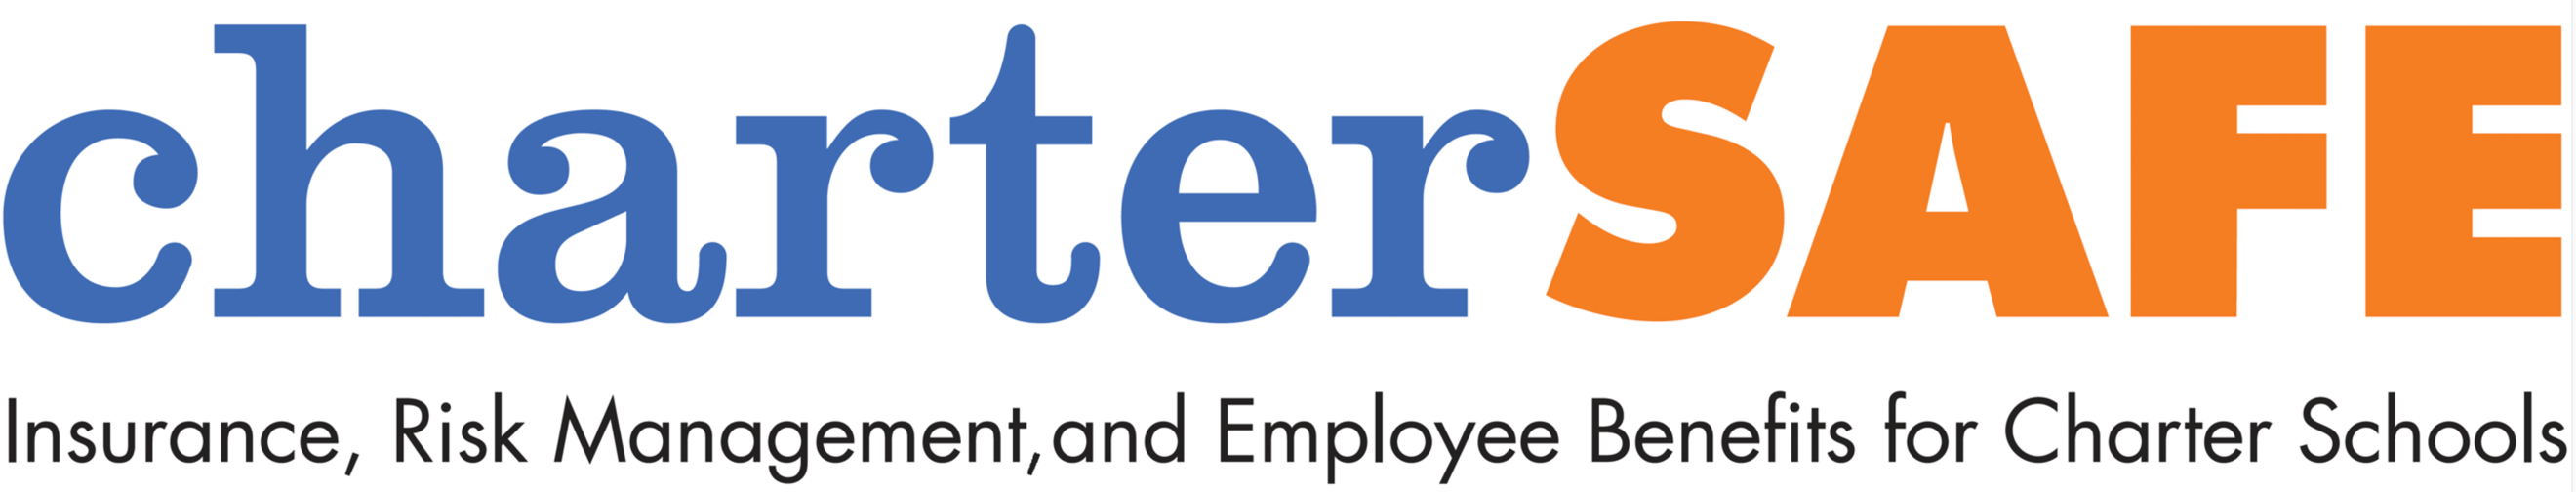 charterSAFE
Insurance, Risk Management, and Employee Benefits for Charter Schools